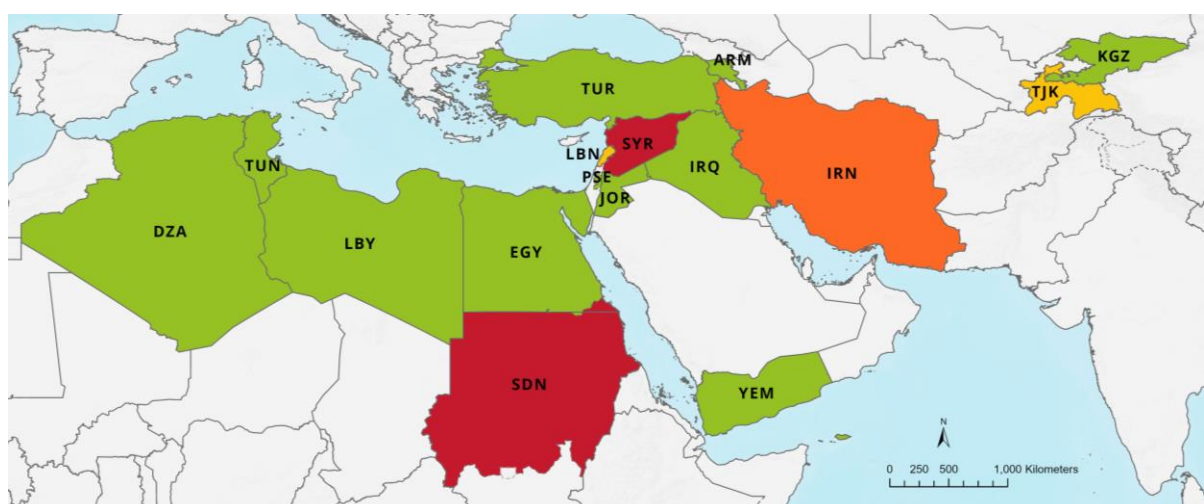 ARM
KGZ
TUR
TJK
SYR
LBN
TUN
IRQ
PSE
IRN
JOR
DZA
LBY
EGY
SDN
YEM
N
0 250 500 1,000 Kilometers